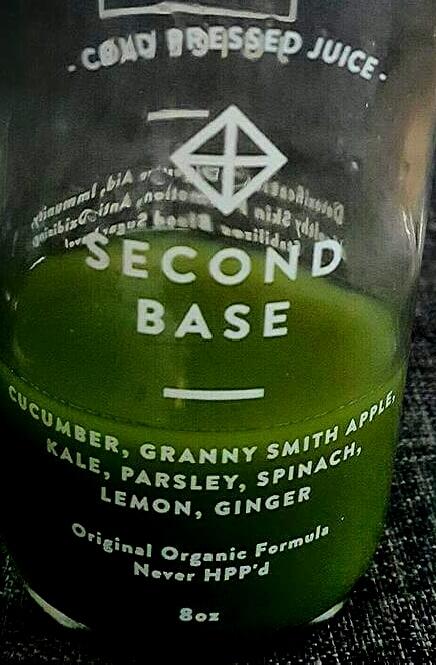 · COLD PRESSED JUICE ·
SECOND
BASE
CUCUMBER, GRANNY SMITH APPLE,
KALE, PARSLEY, SPINACH,
LEMON, GINGER
Original Organic Formula
Never HPP'd
8oz